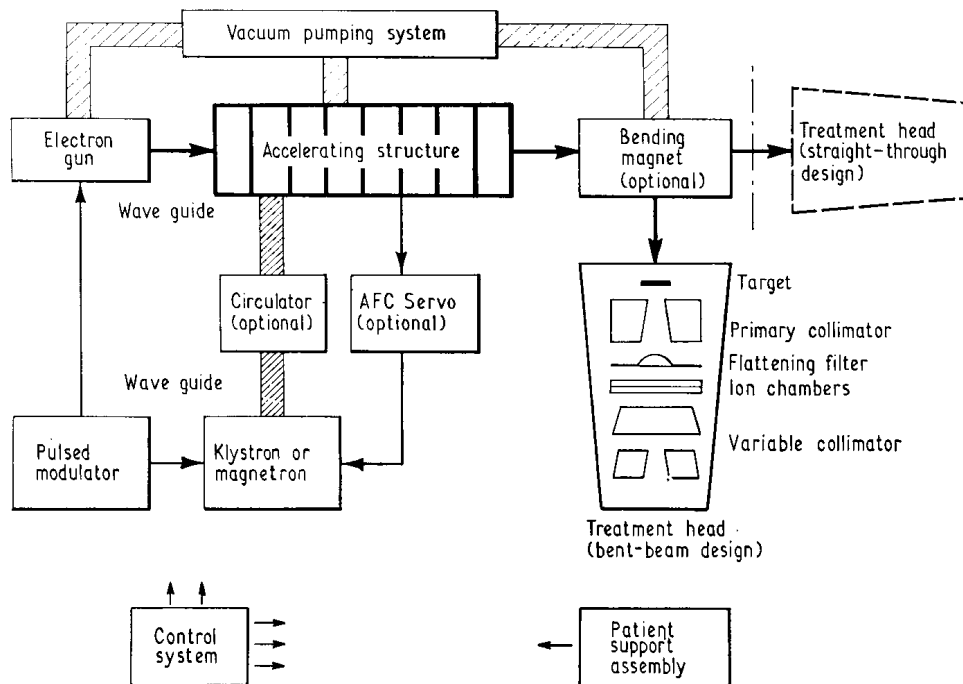 Vacuum pumping system
Electron
gun
Accelerating structure
Bending
magnet
(optional)
Treatment head
(straight-through
design)
Wave guide
Circulator
(optional)
AFC Servo
(optional)
Target
Primary collimator
Flattening filter
Ion chambers
Variable collimator
Wave guide
Pulsed
modulator
Klystron or
magnetron
Treatment head
(bent-beam design)
Control
system
Patient
support
assembly